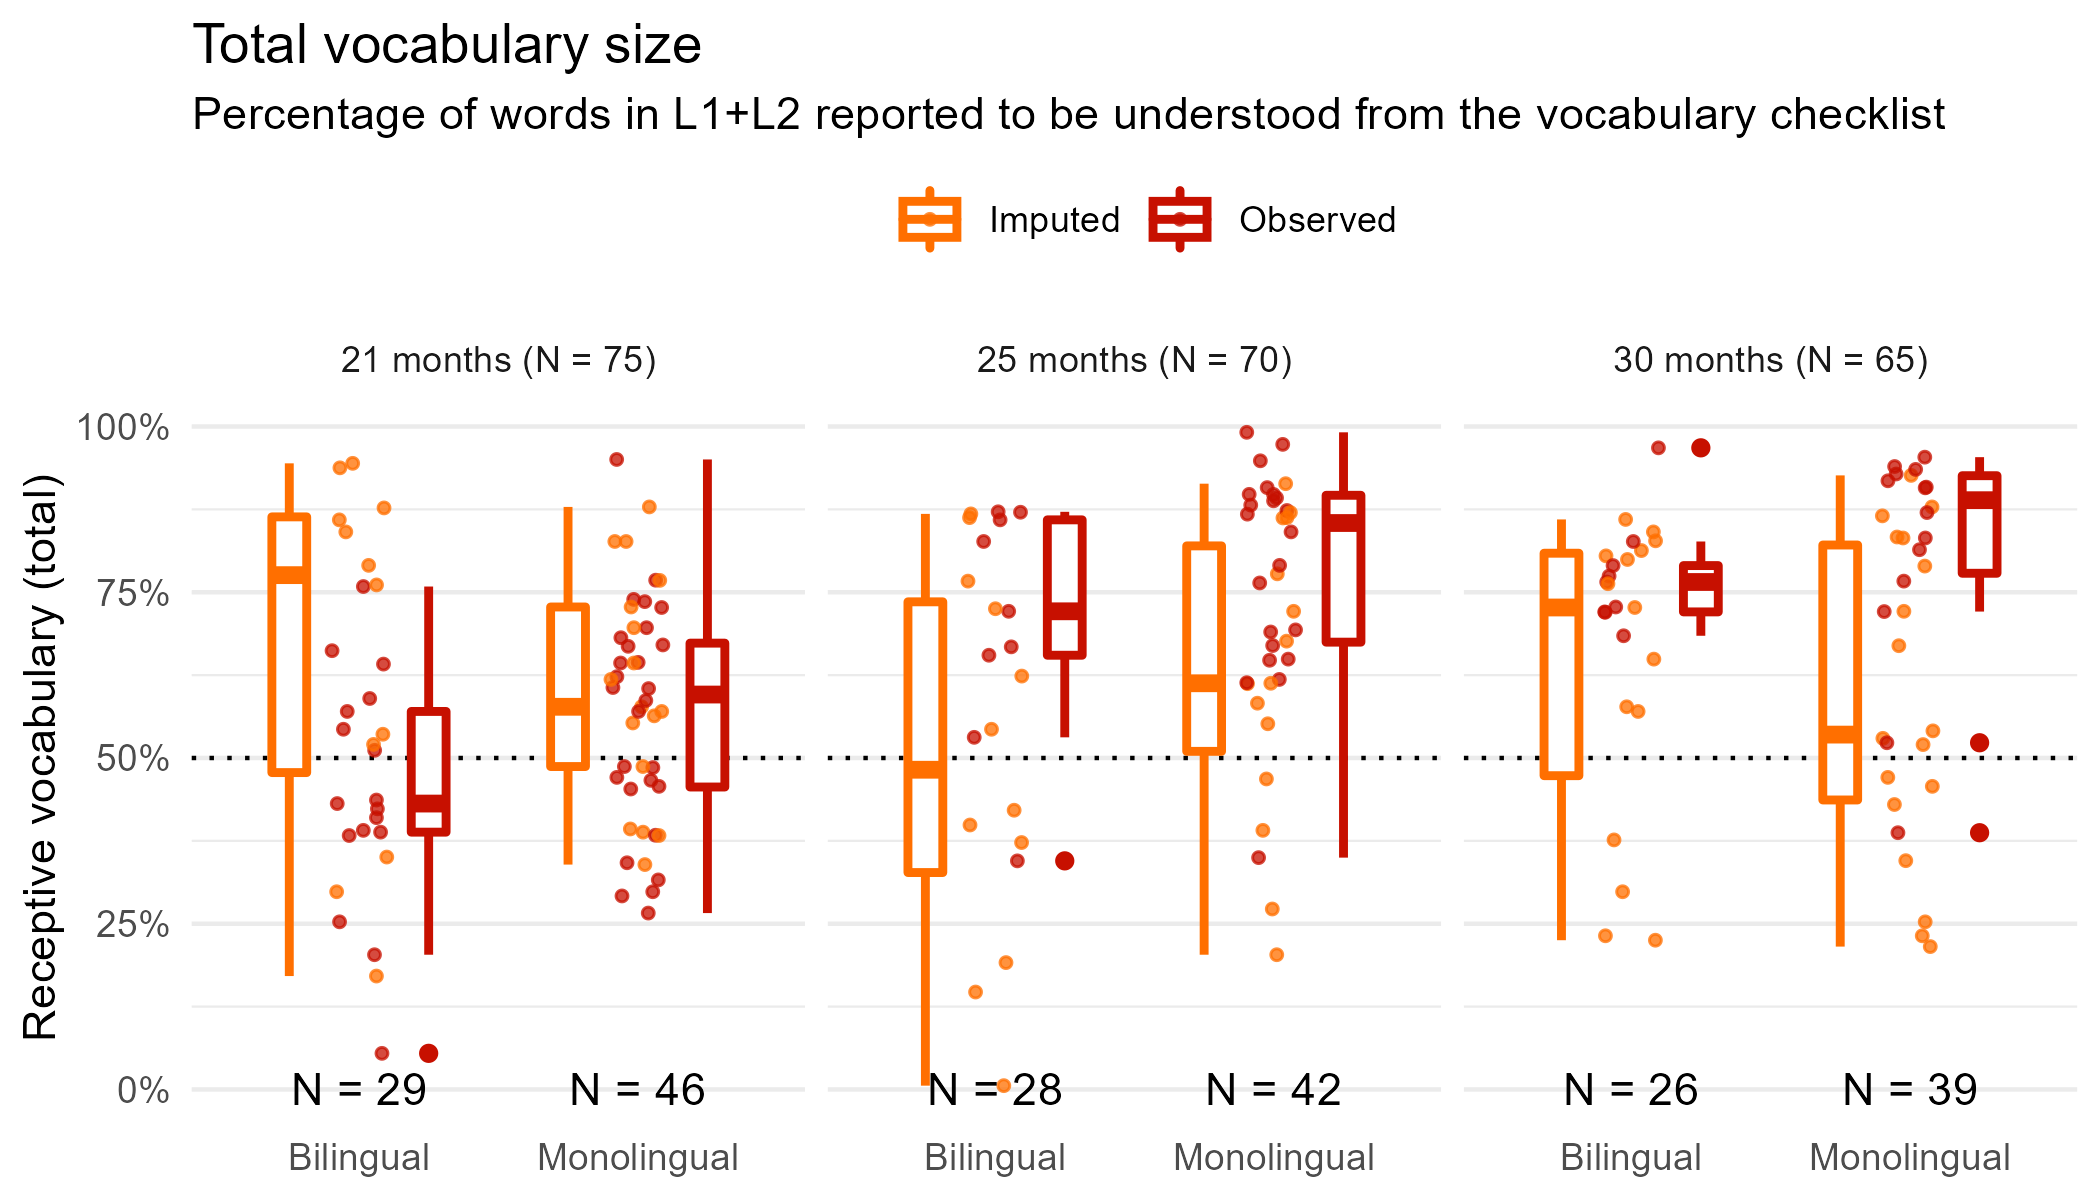 Total vocabulary size
Percentage of words in L1+L2 reported to be understood from the vocabulary checklist
Imputed Observed
21 months (N = 75) 25 months (N = 70) 30 months (N = 65)
Receptive vocabulary (total)
100%
75%
50%
25%
0%
N = 29 N = 46 N = 28 N = 42 N = 26 N = 39
Bilingual Monolingual Bilingual Monolingual Bilingual Monolingual